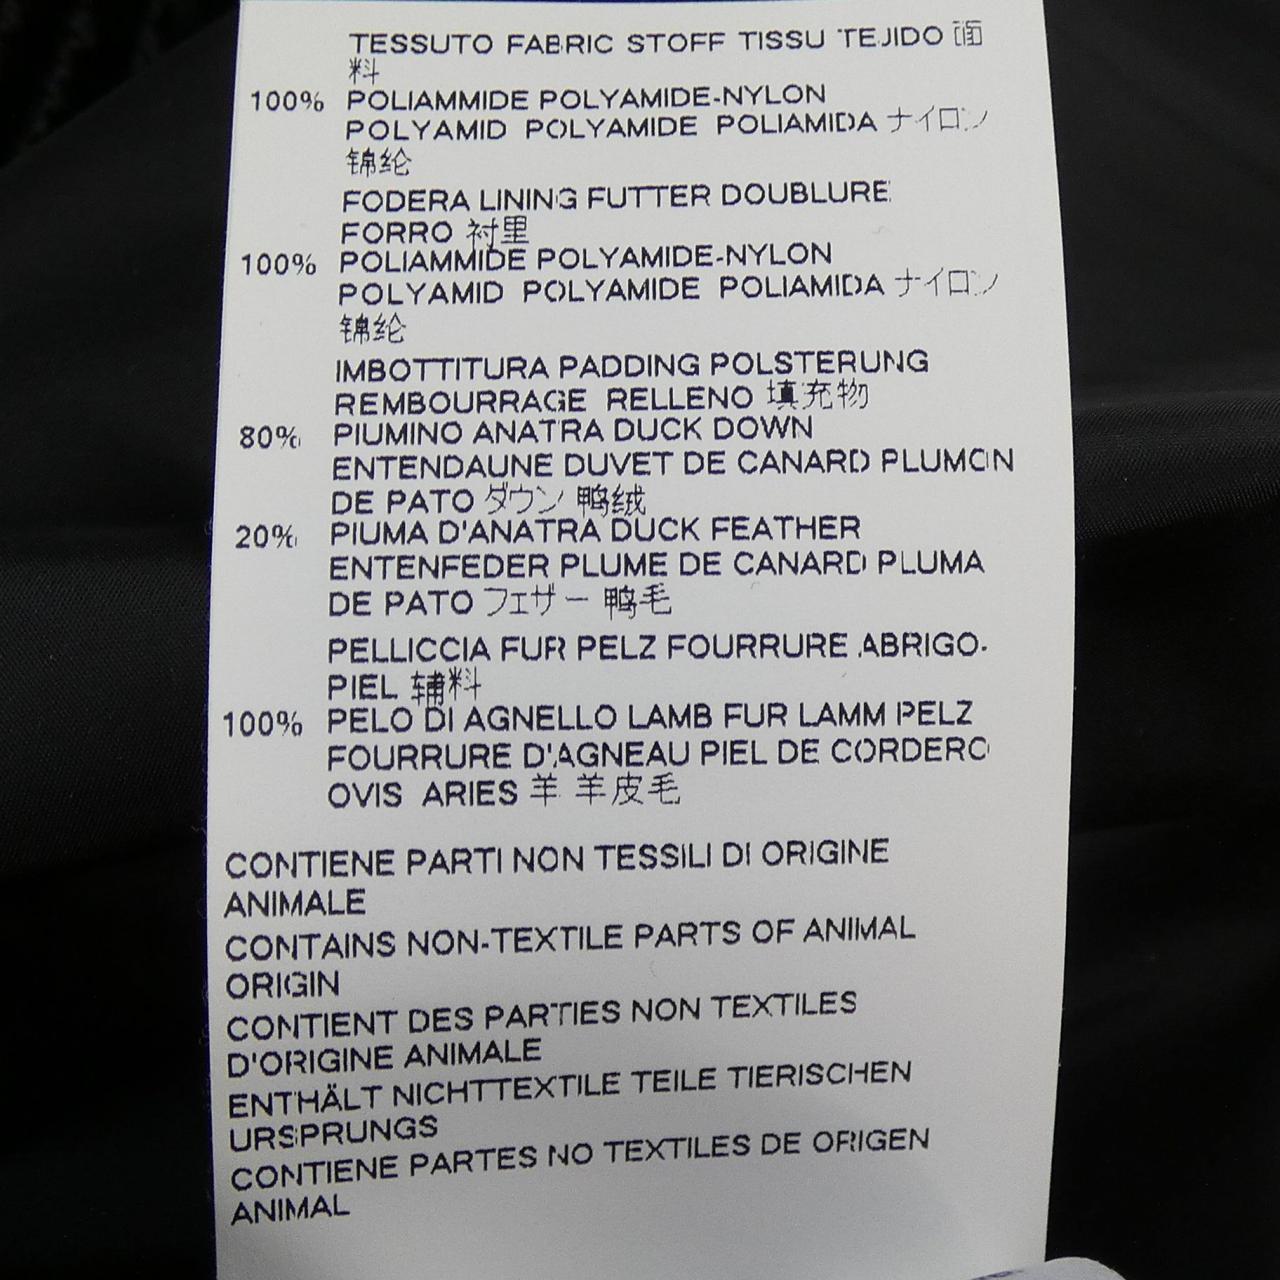 TESSUTO FABRIC STOFF TISSU TEJIDO 面
料
100% POLIAMMIDE POLYAMIDE-NYLON
POLYAMID POLYAMIDE POLIAMIDA ナイロン
锦纶
FODERA LINING FUTTER DOUBLURE
FORRO 衬里
100% POLIAMMIDE POLYAMIDE-NYLON
POLYAMID POLYAMIDE POLIAMIDA ナイロン
锦纶
IMBOTTITURA PADDING POLSTERUNG
REMBOURRAGE RELLENO 填充物
80% PIUMINO ANATRA DUCK DOWN
ENTENDAUNE DUVET DE CANARD PLUMON
DE PATO ダウン 鸭绒
20% PIUMA D'ANATRA DUCK FEATHER
ENTENFEDER PLUME DE CANARD PLUMA
DE PATO フェザー 鸭毛
PELLICCIA FUR PELZ FOURRURE ABRIGO-
PIEL 辅料
100% PELO DI AGNELLO LAMB FUR LAMM PELZ
FOURRURE D'AGNEAU PIEL DE CORDERO
OVIS ARIES 羊 羊皮毛
CONTIENE PARTI NON TESSILI DI ORIGINE
ANIMALE
CONTAINS NON-TEXTILE PARTS OF ANIMAL
ORIGIN
CONTIENT DES PARTIES NON TEXTILES
D'ORIGINE ANIMALE
ENTHÄLT NICHTTEXTILE TEILE TIERISCHEN
URSPRUNGS
CONTIENE PARTES NO TEXTILES DE ORIGEN
ANIMAL